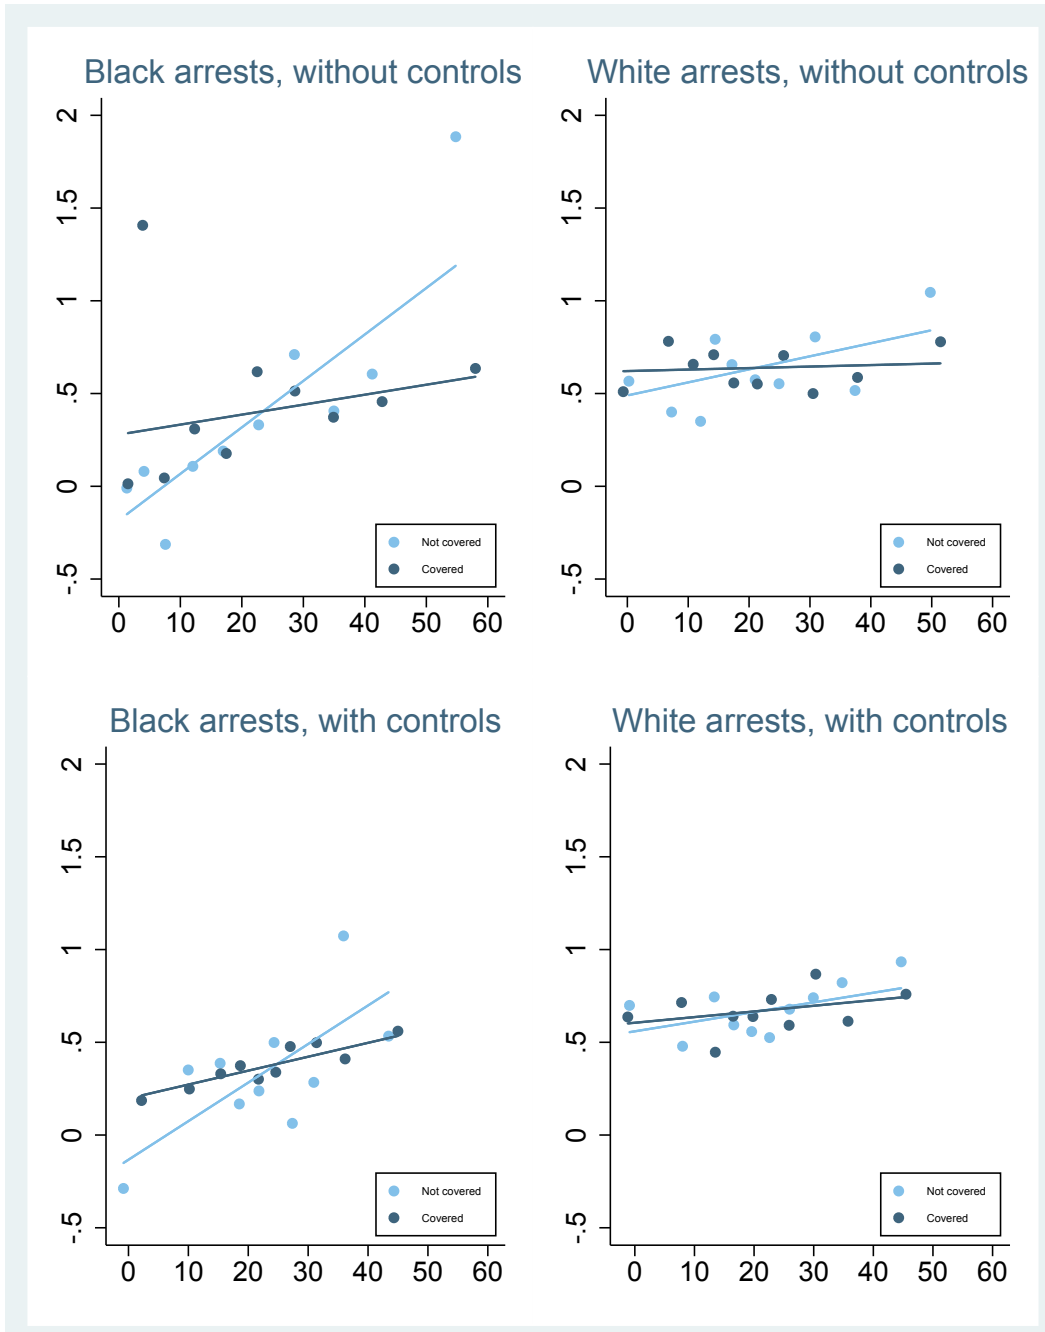 Black arrests, without controls
2
1.5
1
.5
0
-.5
Not covered
Covered
0 10 20 30 40 50 60
White arrests, without controls
2
1.5
1
.5
0
-.5
Not covered
Covered
0 10 20 30 40 50 60
Black arrests, with controls
2
1.5
1
.5
0
-.5
Not covered
Covered
0 10 20 30 40 50 60
White arrests, with controls
2
1.5
1
.5
0
-.5
Not covered
Covered
0 10 20 30 40 50 60